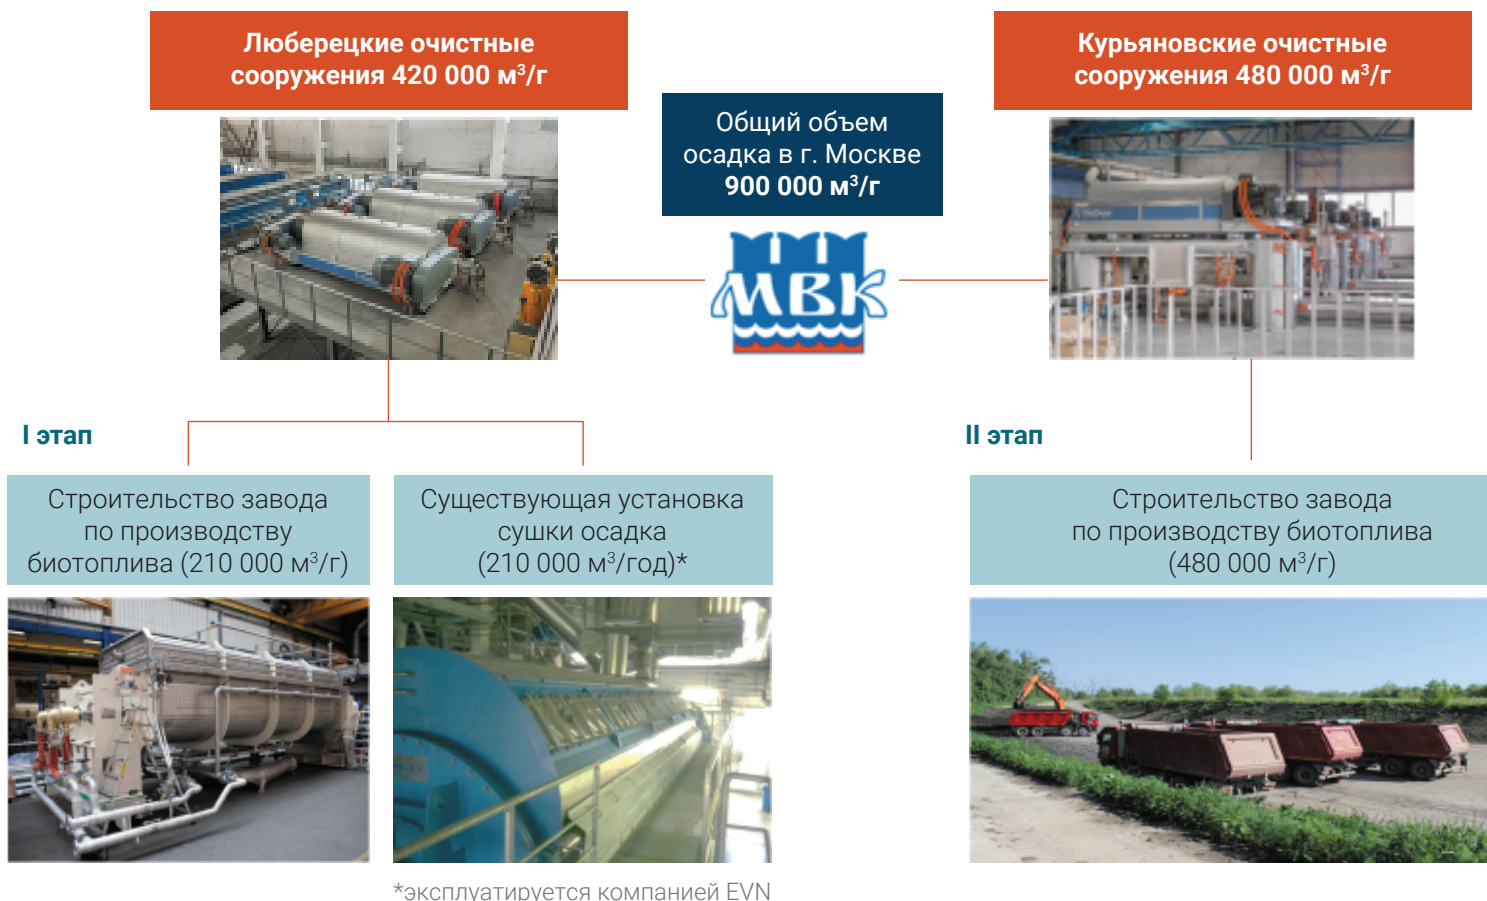 Люберецкие очистные
сооружения 420 000 м³/г
Общий объем
осадка в г. Москве
900 000 м³/г
Курьяновские очистные
сооружения 480 000 м³/г
МВК
I этап
II этап
Строительство завода
по производству
биотоплива (210 000 м³/г)
Существующая установка
сушки осадка
(210 000 м³/год)*
Строительство завода
по производству биотоплива
(480 000 м³/г)
*эксплуатируется компанией EVN